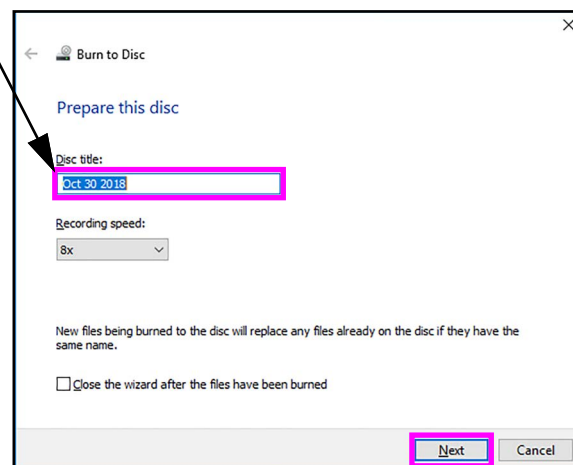 Burn to Disc
Prepare this disc
Disc title:
Oct 30 2018
Recording speed:
8x
New files being burned to the disc will replace any files already on the disc if they have the
same name.
Close the wizard after the files have been burned
Next Cancel